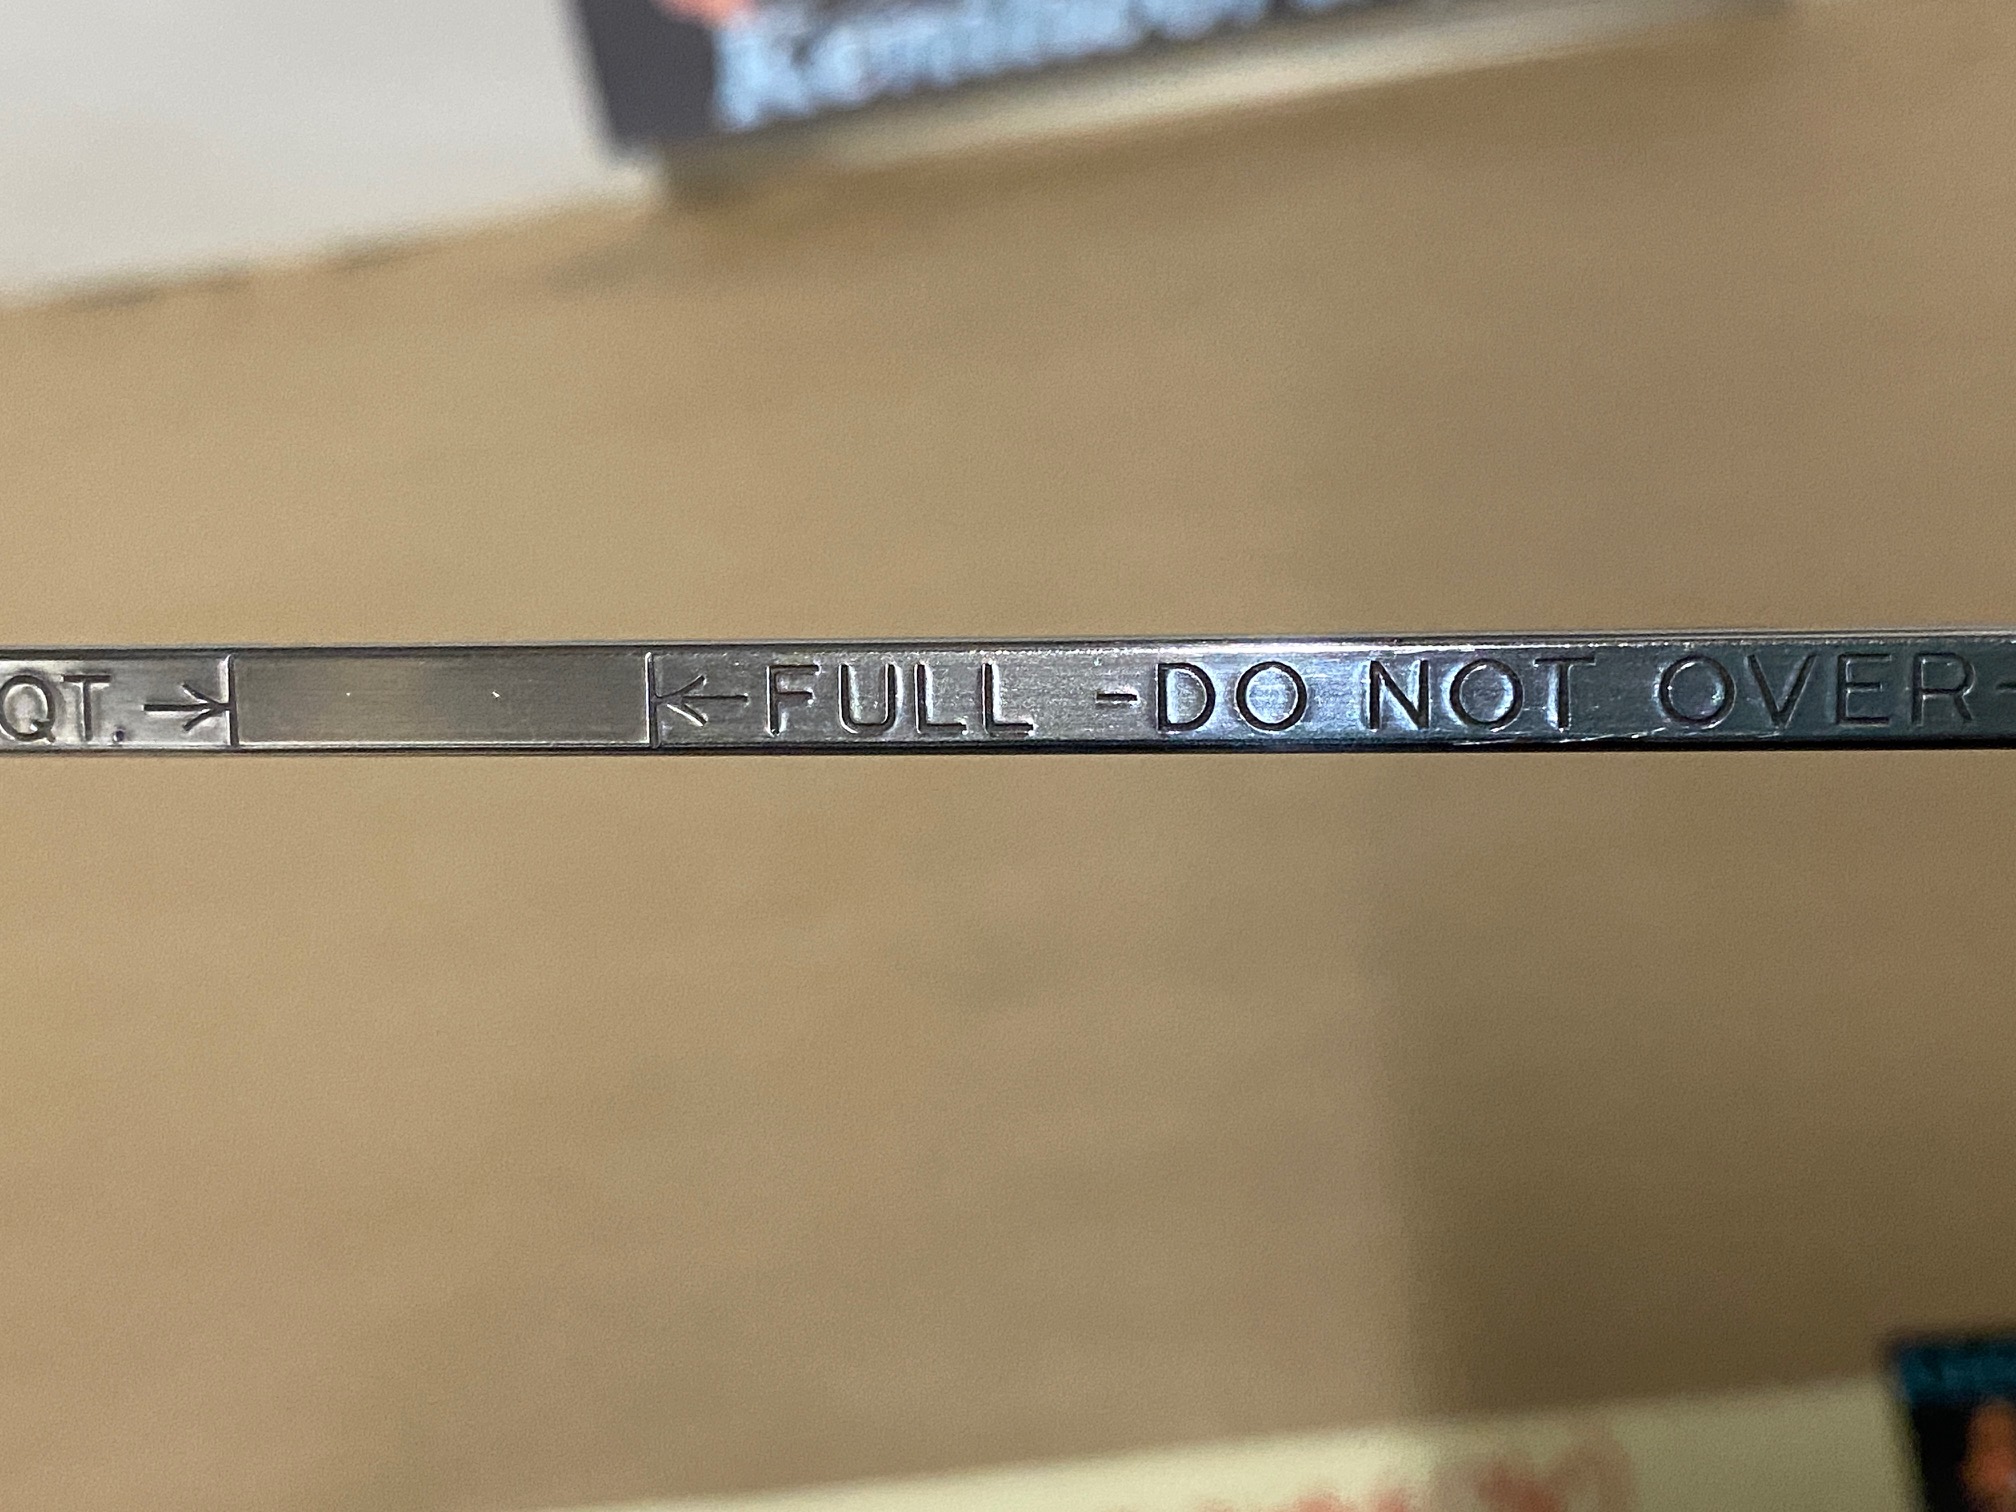 QT. → ← FULL - DO NOT OVER-